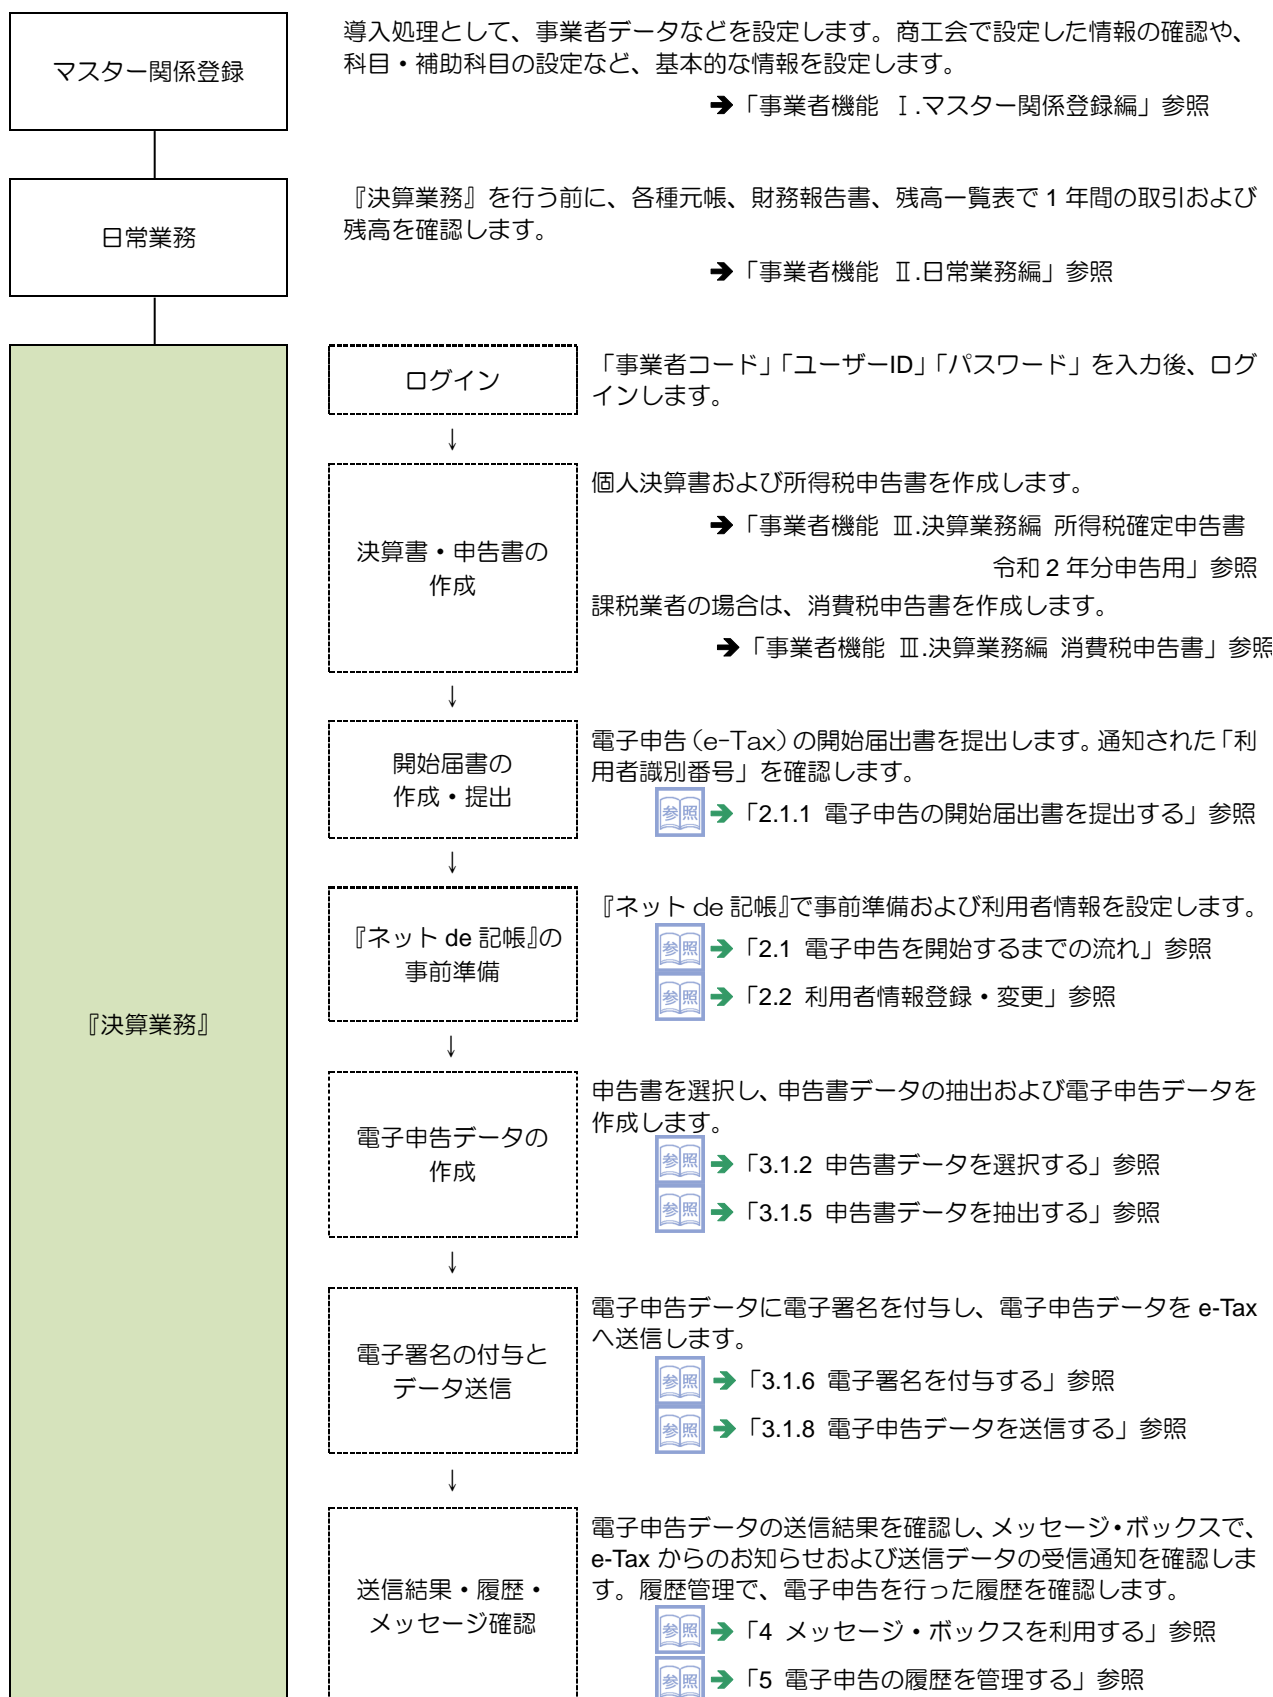 マスター関係登録
導入処理として、事業者データなどを設定します。商工会で設定した情報の確認や、
科目・補助科目の設定など、基本的な情報を設定します。
➔「事業者機能 Ⅰ.マスター関係登録編」参照
日常業務
『決算業務』を行う前に、各種元帳、財務報告書、残高一覧表で 1 年間の取引および
残高を確認します。
➔「事業者機能 Ⅱ.日常業務編」参照
『決算業務』
ログイン
「事業者コード」「ユーザーID」「パスワード」を入力後、ログ
インします。
↓
決算書・申告書の
作成
個人決算書および所得税申告書を作成します。
➔「事業者機能 Ⅲ.決算業務編 所得税確定申告書
令和 2 年分申告用」参照
課税業者の場合は、消費税申告書を作成します。
➔「事業者機能 Ⅲ.決算業務編 消費税申告書」参照
↓
開始届書の
作成・提出
電子申告(e-Tax)の開始届出書を提出します。通知された「利
用者識別番号」を確認します。
参照 ➔「2.1.1 電子申告の開始届出書を提出する」参照
↓
『ネット de 記帳』の
事前準備
『ネット de 記帳』で事前準備および利用者情報を設定します。
参照 ➔「2.1 電子申告を開始するまでの流れ」参照
参照 ➔「2.2 利用者情報登録・変更」参照
↓
電子申告データの
作成
申告書を選択し、申告書データの抽出および電子申告データを
作成します。
参照 ➔「3.1.2 申告書データを選択する」参照
参照 ➔「3.1.5 申告書データを抽出する」参照
↓
電子署名の付与と
データ送信
電子申告データに電子署名を付与し、電子申告データを e-Tax
へ送信します。
参照 ➔「3.1.6 電子署名を付与する」参照
参照 ➔「3.1.8 電子申告データを送信する」参照
↓
送信結果・履歴・
メッセージ確認
電子申告データの送信結果を確認し、メッセージ・ボックスで、
e-Tax からのお知らせおよび送信データの受信通知を確認しま
す。履歴管理で、電子申告を行った履歴を確認します。
参照 ➔「4 メッセージ・ボックスを利用する」参照
参照 ➔「5 電子申告の履歴を管理する」参照